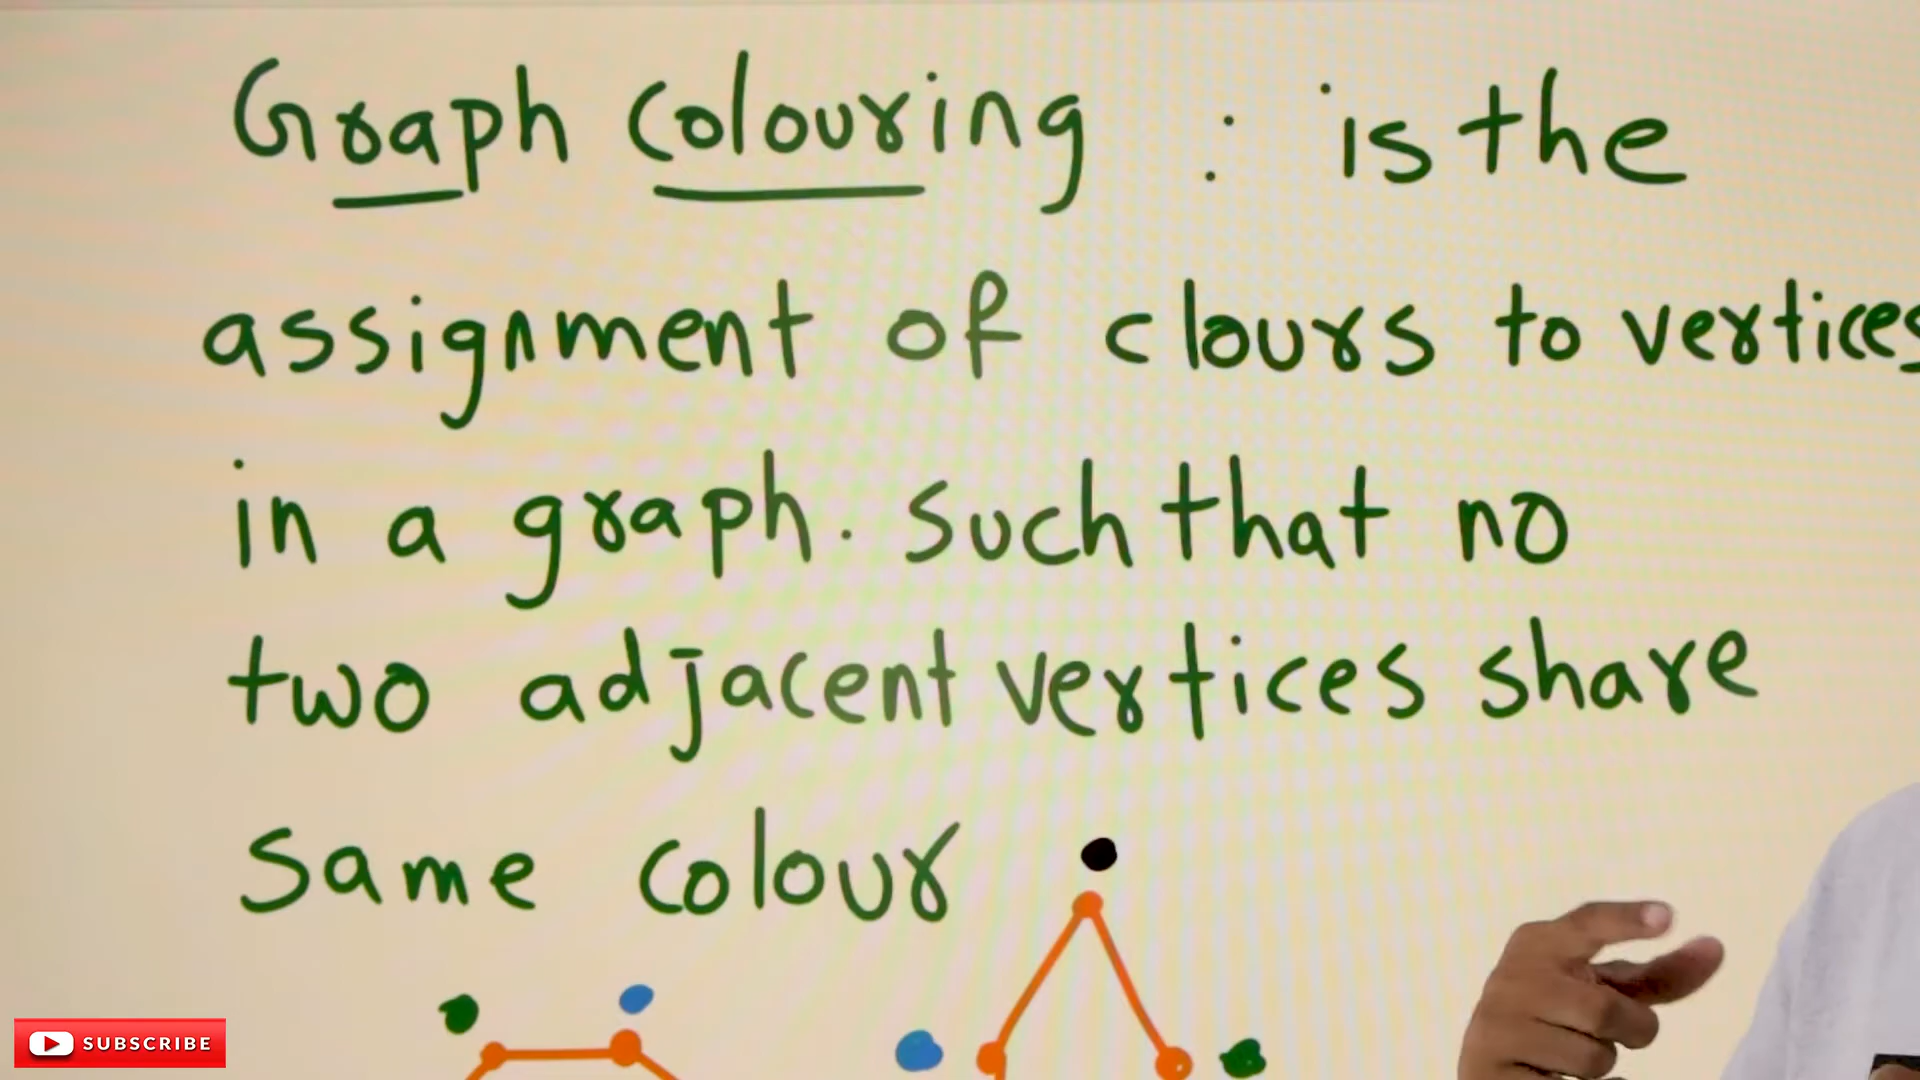 Graph Colouring : is the
assignment of clours to vertices
in a graph. such that no
two adjacent vertices share
same colour
SUBSCRIBE